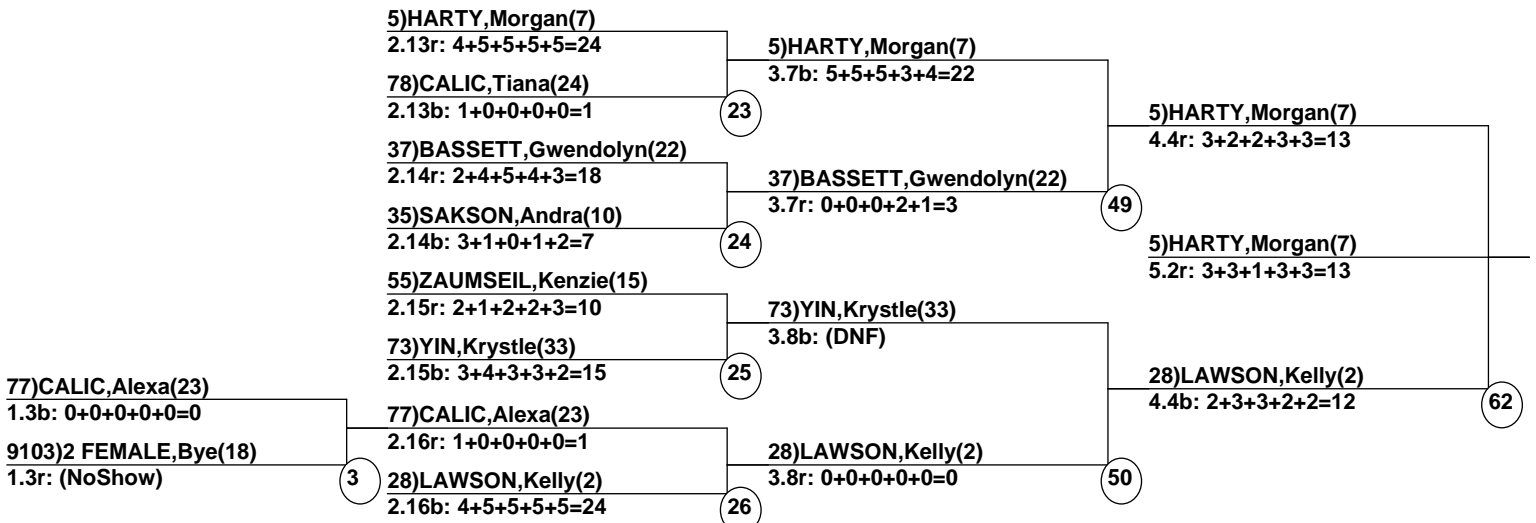 5)HARTY,Morgan(7)
2.13r: 4+5+5+5+5=24
78)CALIC,Tiana(24)
2.13b: 1+0+0+0+0=1
23
37)BASSETT,Gwendolyn(22)
2.14r: 2+4+5+4+3=18
35)SAKSON,Andra(10)
2.14b: 3+1+0+1+2=7
24
55)ZAUMSEIL,Kenzie(15)
2.15r: 2+1+2+2+3=10
73)YIN,Krystle(33)
2.15b: 3+4+3+3+2=15
25
77)CALIC,Alexa(23)
1.3b: 0+0+0+0+0=0
9103)2 FEMALE,Bye(18)
1.3r: (NoShow)
3
77)CALIC,Alexa(23)
2.16r: 1+0+0+0+0=1
28)LAWSON,Kelly(2)
2.16b: 4+5+5+5+5=24
26
5)HARTY,Morgan(7)
3.7b: 5+5+5+3+4=22
37)BASSETT,Gwendolyn(22)
3.7r: 0+0+0+2+1=3
49
73)YIN,Krystle(33)
3.8b: (DNF)
28)LAWSON,Kelly(2)
3.8r: 0+0+0+0+0=0
50
5)HARTY,Morgan(7)
4.4r: 3+2+2+3+3=13
28)LAWSON,Kelly(2)
4.4b: 2+3+3+2+2=12
62
5)HARTY,Morgan(7)
5.2r: 3+3+1+3+3=13